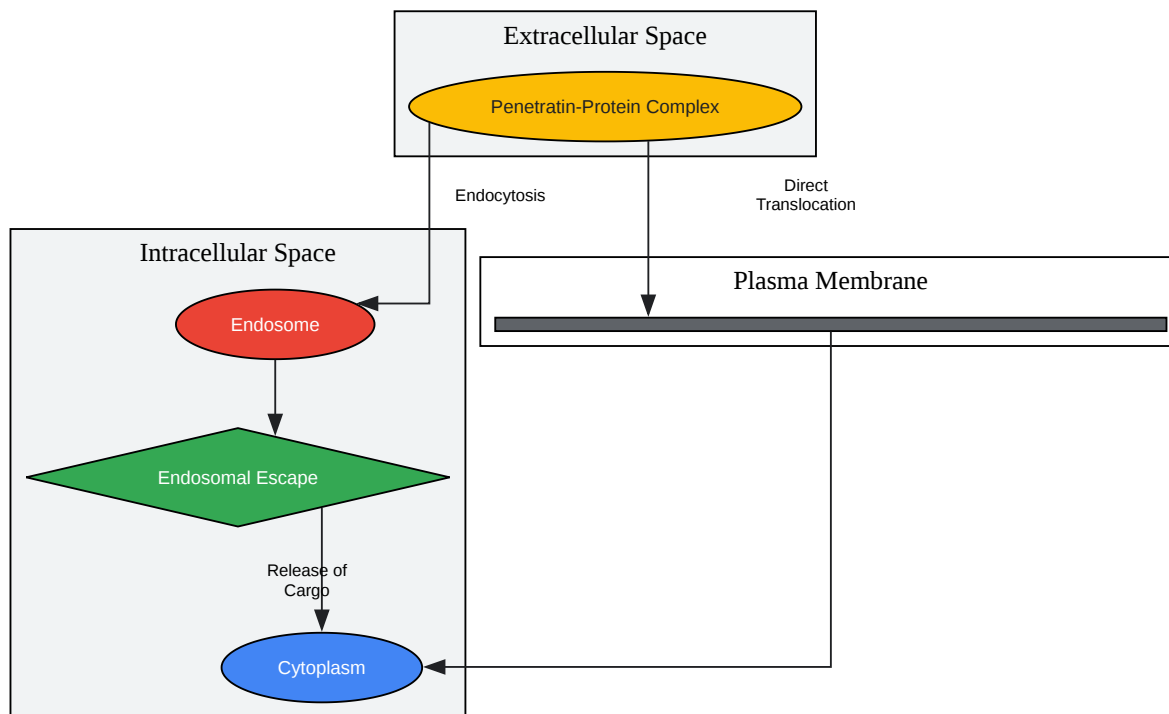 Extracellular Space
Penetratin-Protein Complex
Endocytosis
Direct
Translocation
Intracellular Space
Plasma Membrane
Endosome
Endosomal Escape
Release of
Cargo
Cytoplasm